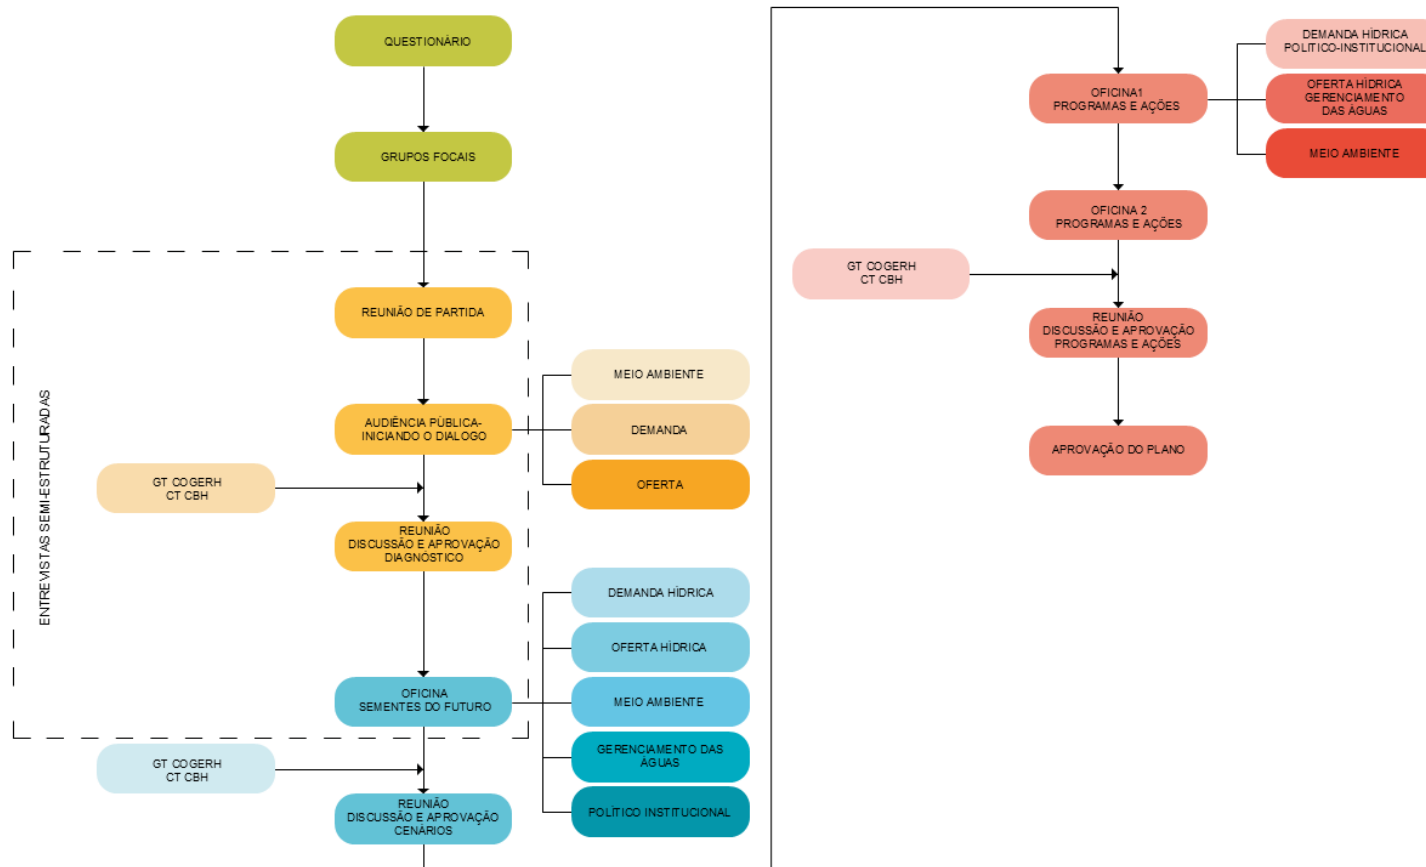 QUESTIONÁRIO
GRUPOS FOCAIS
ENTREVISTAS SEMI-ESTRUTURADAS
REUNIÃO DE PARTIDA
AUDIÊNCIA PÚBLICA-
INICIANDO O DIALOGO
MEIO AMBIENTE
DEMANDA
OFERTA
GT COGERH
CT CBH
REUNIÃO
DISCUSSÃO E APROVAÇÃO
DIAGNÓSTICO
OFICINA
SEMENTES DO FUTURO
DEMANDA HÍDRICA
OFERTA HÍDRICA
MEIO AMBIENTE
GERENCIAMENTO DAS
ÁGUAS
POLÍTICO INSTITUCIONAL
GT COGERH
CT CBH
REUNIÃO
DISCUSSÃO E APROVAÇÃO
CENÁRIOS
OFICINA1
PROGRAMAS E AÇÕES
DEMANDA HÍDRICA
POLITICO-INSTITUCIONAL
OFERTA HÍDRICA
GERENCIAMENTO
DAS ÁGUAS
MEIO AMBIENTE
OFICINA 2
PROGRAMAS E AÇÕES
GT COGERH
CT CBH
REUNIÃO
DISCUSSÃO E APROVAÇÃO
PROGRAMAS E AÇÕES
APROVAÇÃO DO PLANO